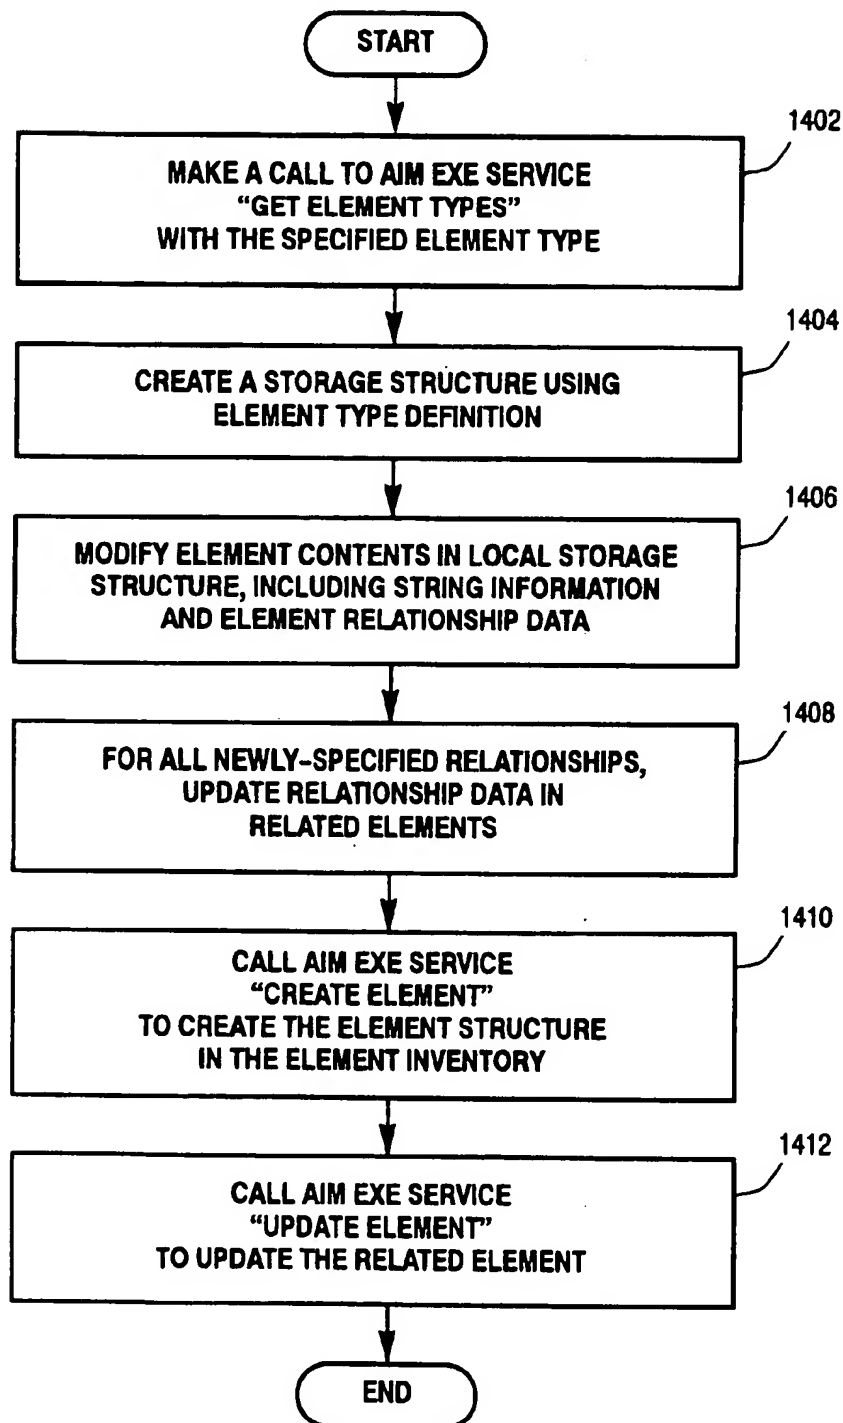 START
1402
MAKE A CALL TO AIM EXE SERVICE
“GET ELEMENT TYPES”
WITH THE SPECIFIED ELEMENT TYPE
1404
CREATE A STORAGE STRUCTURE USING
ELEMENT TYPE DEFINITION
1406
MODIFY ELEMENT CONTENTS IN LOCAL STORAGE
STRUCTURE, INCLUDING STRING INFORMATION
AND ELEMENT RELATIONSHIP DATA
1408
FOR ALL NEWLY-SPECIFIED RELATIONSHIPS,
UPDATE RELATIONSHIP DATA IN
RELATED ELEMENTS
1410
CALL AIM EXE SERVICE
“CREATE ELEMENT”
TO CREATE THE ELEMENT STRUCTURE
IN THE ELEMENT INVENTORY
1412
CALL AIM EXE SERVICE
“UPDATE ELEMENT”
TO UPDATE THE RELATED ELEMENT
END